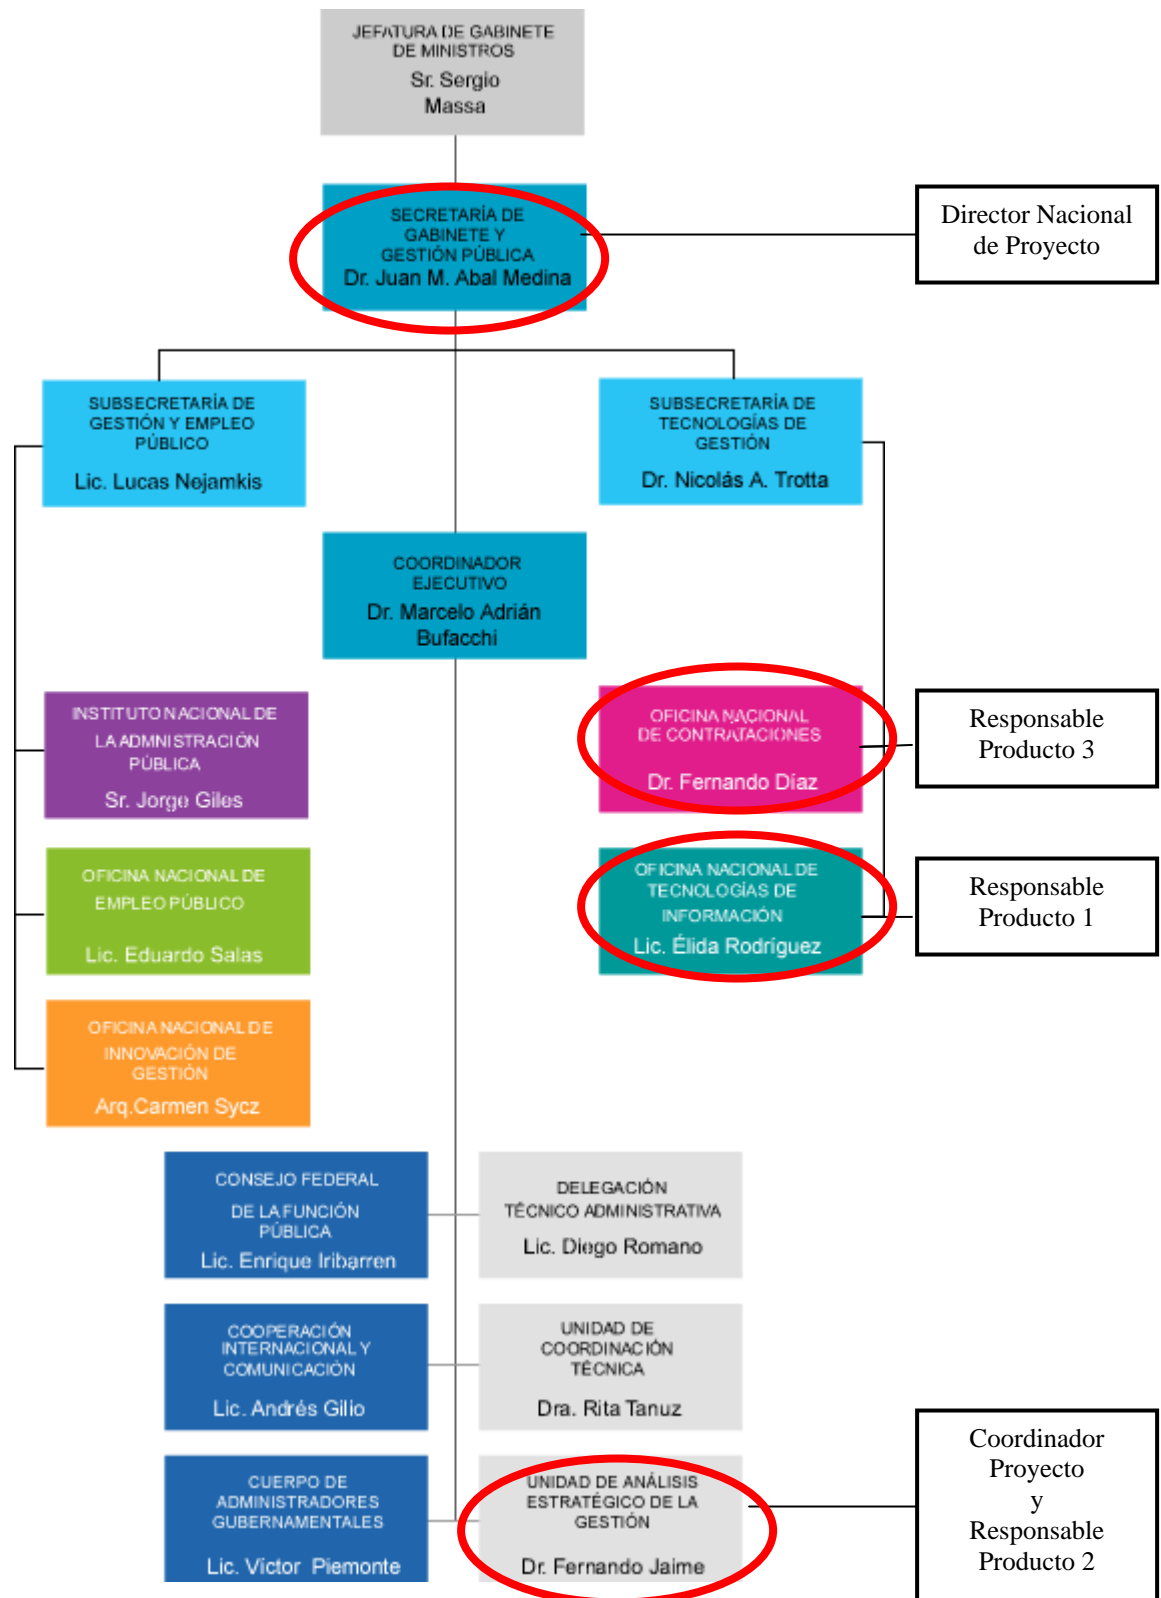 JEFATURA DE GABINETE
DE MINISTROS
Sr. Sergio
Massa
SECRETARÍA DE
GABINETE Y
GESTIÓN PÚBLICA
Dr. Juan M. Abal Medina
Director Nacional
de Proyecto
SUBSECRETARÍA DE
GESTIÓN Y EMPLEO
PÚBLICO
Lic. Lucas Nejamkis
SUBSECRETARÍA DE
TECNOLOGÍAS DE
GESTIÓN
Dr. Nicolás A. Trotta
COORDINADOR
EJECUTIVO
Dr. Marcelo Adrián
Bufacchi
INSTITUTO NACIONAL DE
LA ADMNISTRACIÓN
PÚBLICA
Sr. Jorge Giles
OFICINA NACIONAL
DE CONTRATACIONES
Dr. Fernando Díaz
Responsable
Producto 3
OFICINA NACIONAL DE
EMPLEO PÚBLICO
Lic. Eduardo Salas
OFICINA NACIONAL DE
TECNOLOGÍAS DE
INFORMACIÓN
Lic. Élida Rodríguez
Responsable
Producto 1
OFICINA NACIONAL DE
INNOVACIÓN DE
GESTIÓN
Arq.Carmen Sycz
CONSEJO FEDERAL
DE LA FUNCIÓN
PÚBLICA
Lic. Enrique Iribarren
DELEGACIÓN
TÉCNICO ADMINISTRATIVA
Lic. Diego Romano
COOPERACIÓN
INTERNACIONAL Y
COMUNICACIÓN
Lic. Andrés Gilio
UNIDAD DE
COORDINACIÓN
TÉCNICA
Dra. Rita Tanuz
CUERPO DE
ADMINISTRADORES
GUBERNAMENTALES
Lic. Víctor Piemonte
UNIDAD DE ANÁLISIS
ESTRATÉGICO DE LA
GESTIÓN
Dr. Fernando Jaime
Coordinador
Proyecto
y
Responsable
Producto 2